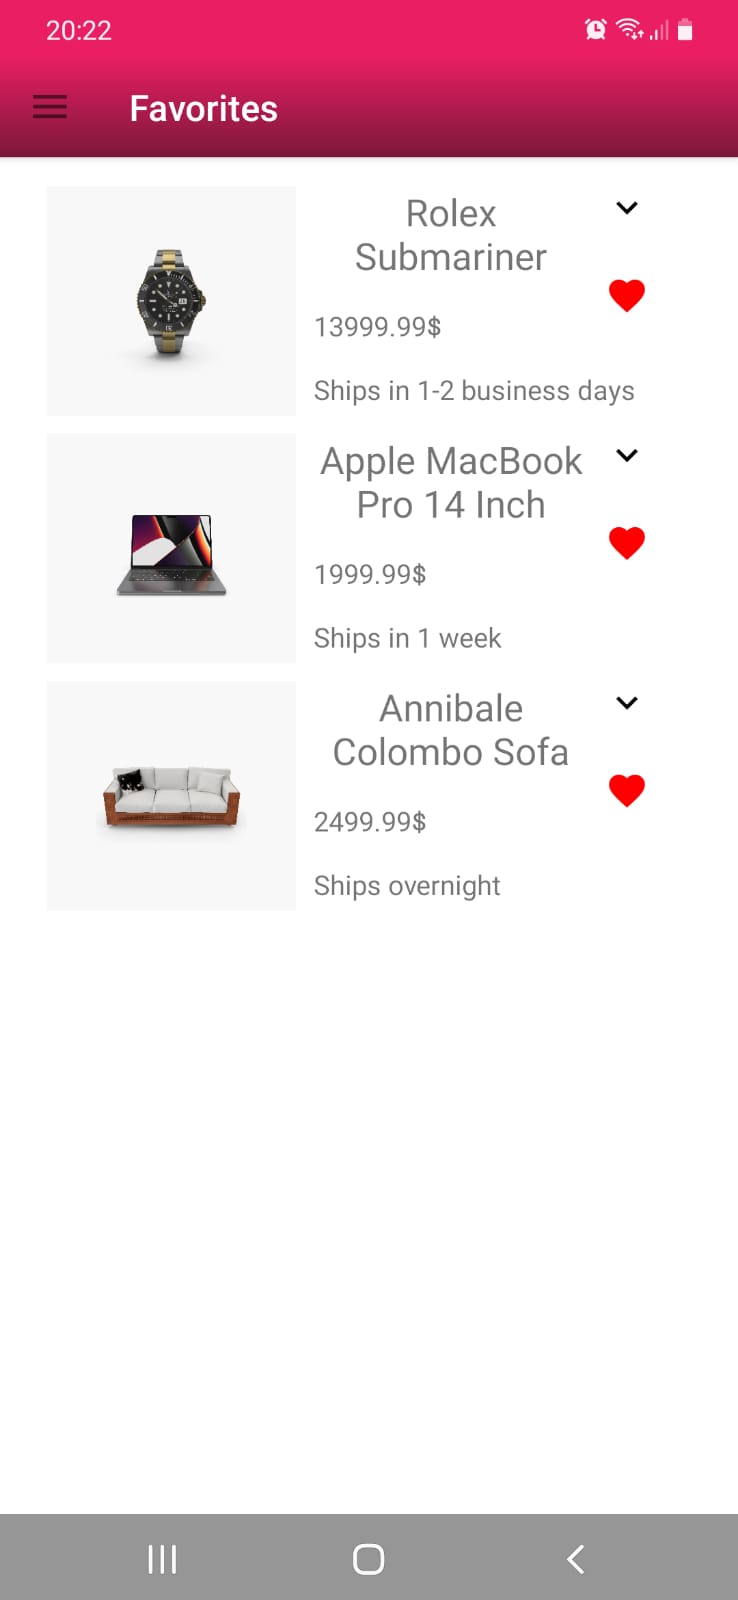 20:22
Favorites
Rolex
Submariner
13999.99$
Ships in 1-2 business days
Apple MacBook
Pro 14 Inch
1999.99$
Ships in 1 week
Annibale
Colombo Sofa
2499.99$
Ships overnight